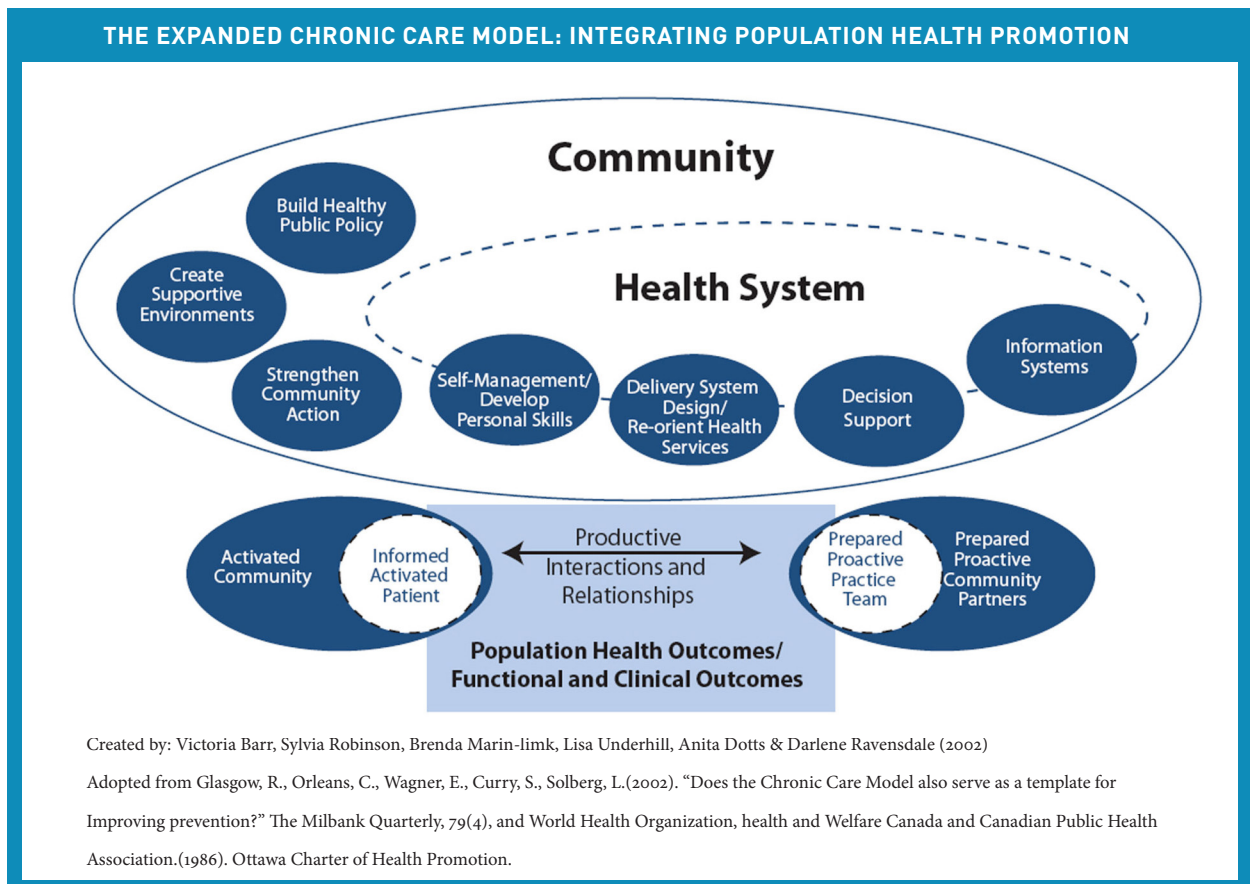 THE EXPANDED CHRONIC CARE MODEL: INTEGRATING POPULATION HEALTH PROMOTION
Community
Build Healthy
Public Policy
Health System
Create
Supportive
Environments
Strengthen
Community
Action
Self-Management/
Develop
Personal Skills
Delivery System
Design/
Re-orient Health
Services
Decision
Support
Information
Systems
Activated
Community
Informed
Activated
Patient
Productive
Interactions and
Relationships
Prepared
Proactive
Practice
Team
Prepared
Proactive
Community
Partners
Population Health Outcomes/
Functional and Clinical Outcomes
Created by: Victoria Barr, Sylvia Robinson, Brenda Marin-limk, Lisa Underhill, Anita Dotts & Darlene Ravensdale (2002)
Adopted from Glasgow, R., Orleans, C., Wagner, E., Curry, S., Solberg, L.(2002). “Does the Chronic Care Model also serve as a template for
Improving prevention?” The Milbank Quarterly, 79(4), and World Health Organization, health and Welfare Canada and Canadian Public Health
Association.(1986). Ottawa Charter of Health Promotion.